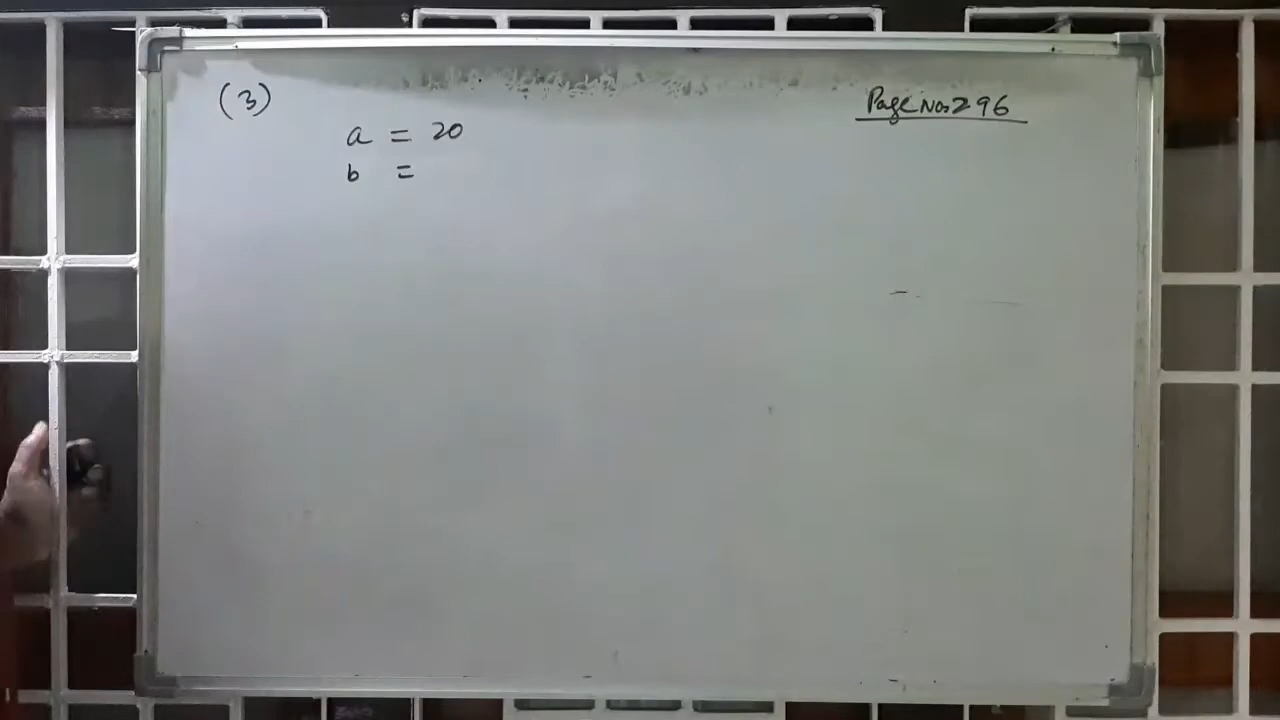 (3)
Page No. 296
a = 20
b =